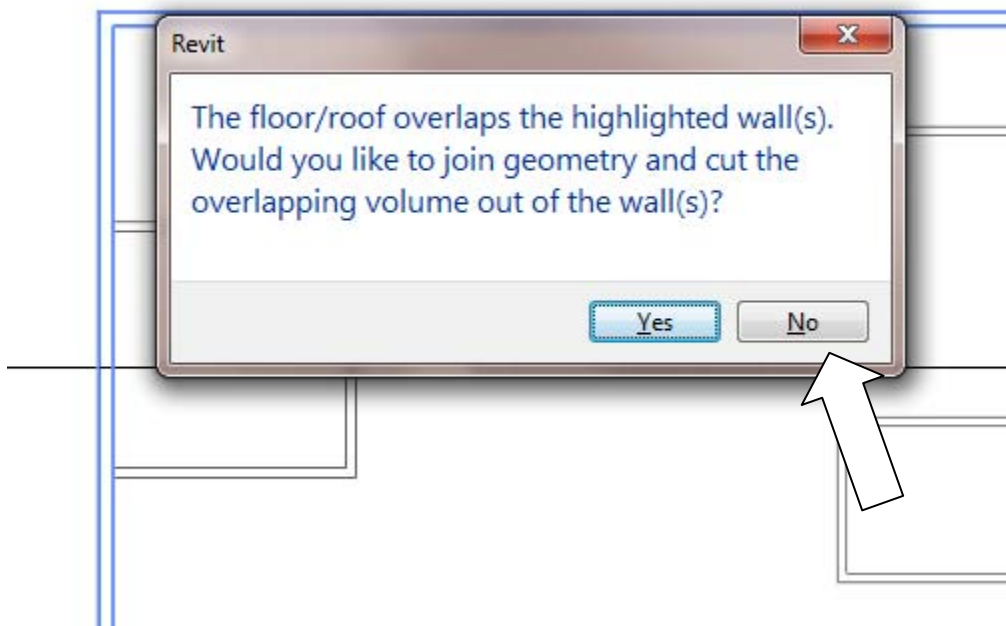 Revit
The floor/roof overlaps the highlighted wall(s).
Would you like to join geometry and cut the
overlapping volume out of the wall(s)?
Yes No